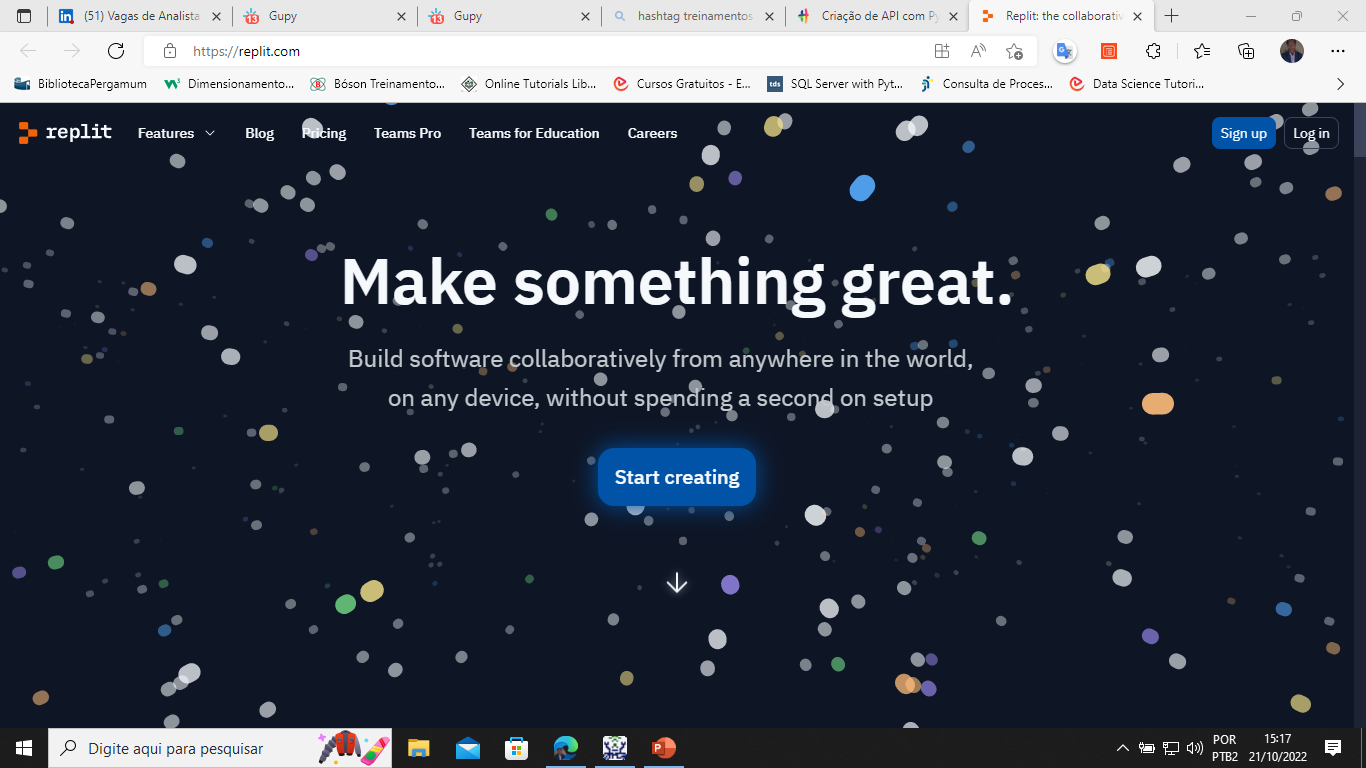 (51) Vagas de Analista
Gupy
Gupy
hashtag treinamentos
Criação de API com Py
Replit: the collaborativ
https://replit.com
BibliotecaPergamum
Dimensionamento...
Bóson Treinamento...
Online Tutorials Lib...
Cursos Gratuitos - E...
SQL Server with Pyt...
Consulta de Proces...
Data Science Tutori...
replit
Features
Blog
Pricing
Teams Pro
Teams for Education
Careers
Sign up
Log in
Make something great.
Build software collaboratively from anywhere in the world,
on any device, without spending a second on setup
Start creating
Digite aqui para pesquisar
POR
PTB2
15:17
21/10/2022